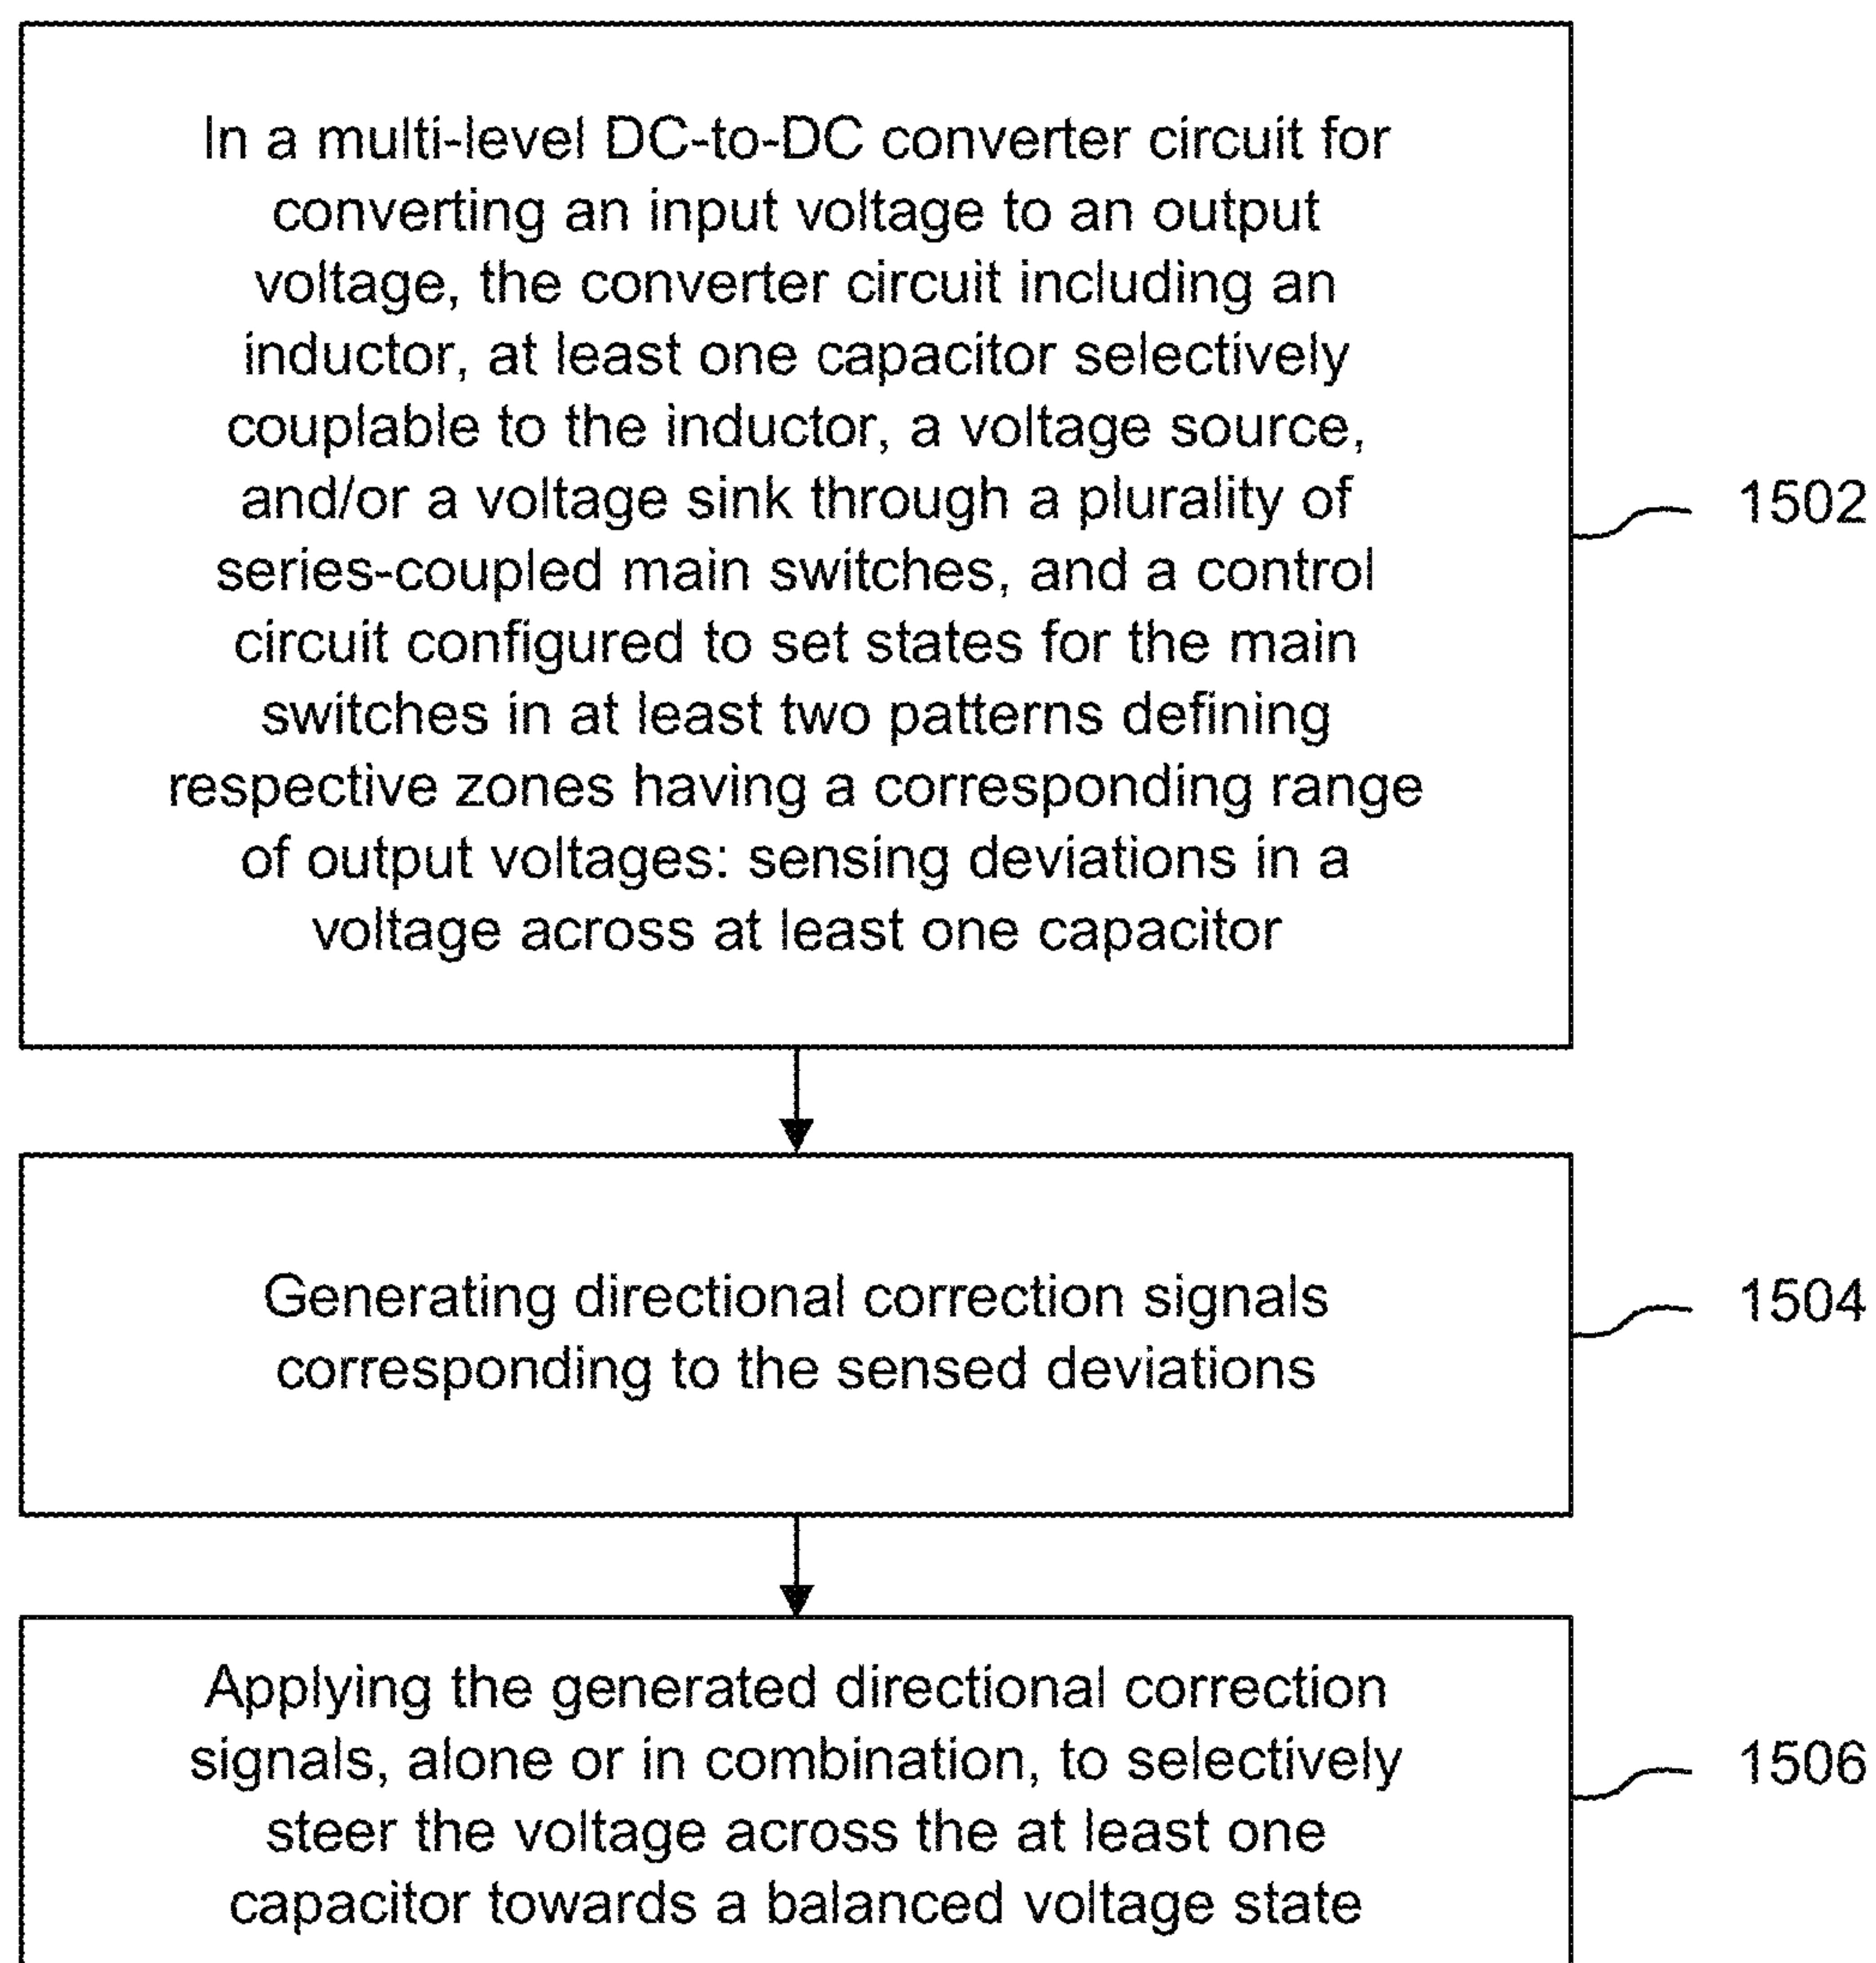 In a multi-level DC-to-DC converter circuit for
converting an input voltage to an output
voltage, the converter circuit including an
inductor, at least one capacitor selectively
couplable to the inductor, a voltage source,
and/or a voltage sink through a plurality of
series-coupled main switches, and a control
circuit configured to set states for the main
switches in at least two patterns defining
respective zones having a corresponding range
of output voltages: sensing deviations in a
voltage across at least one capacitor
1502
Generating directional correction signals
corresponding to the sensed deviations
1504
Applying the generated directional correction
signals, alone or in combination, to selectively
steer the voltage across the at least one
capacitor towards a balanced voltage state
1506